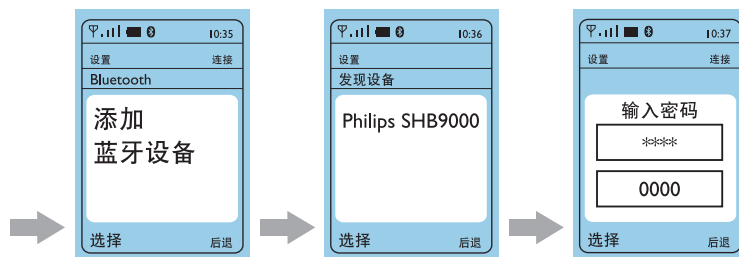 10:35
设置 连接
Bluetooth
添加
蓝牙设备
选择 后退
10:36
设置
发现设备
Philips SHB9000
选择 后退
10:37
设置 连接
输入密码
****
0000
选择 后退